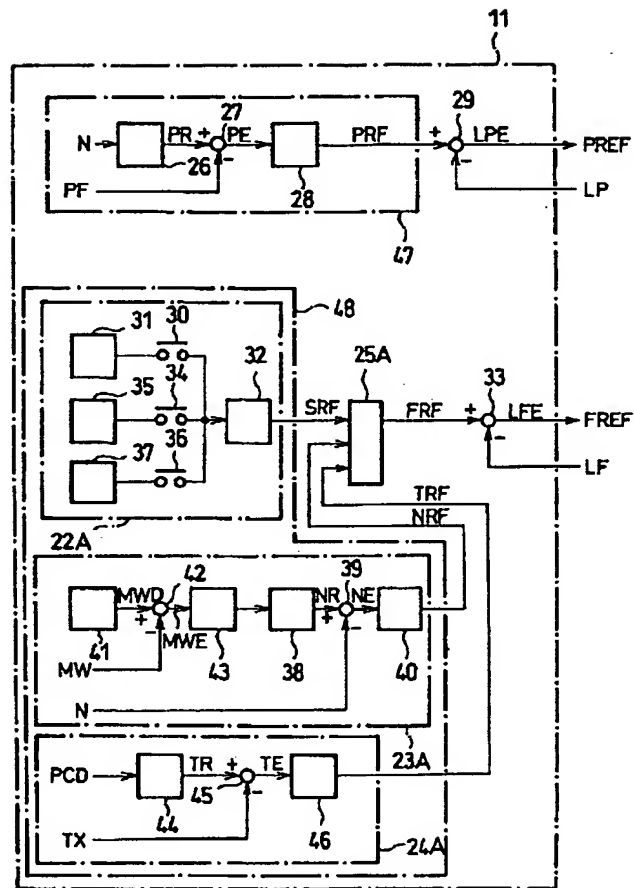 11
27
29
N
PR
+
PE
PRF
+
LPE
PREF
26
-
28
-
PF
LP
47
48
31
30
32
25A
35
34
33
SRF
FRF
+
LFE
FREF
37
36
-
LF
TRF
NRF
22A
MWD
42
39
NR
NE
+
-
MWE
+
-
41
43
38
40
MW
N
23A
PCD
TR
+
TE
44
45
-
46
TX
24A